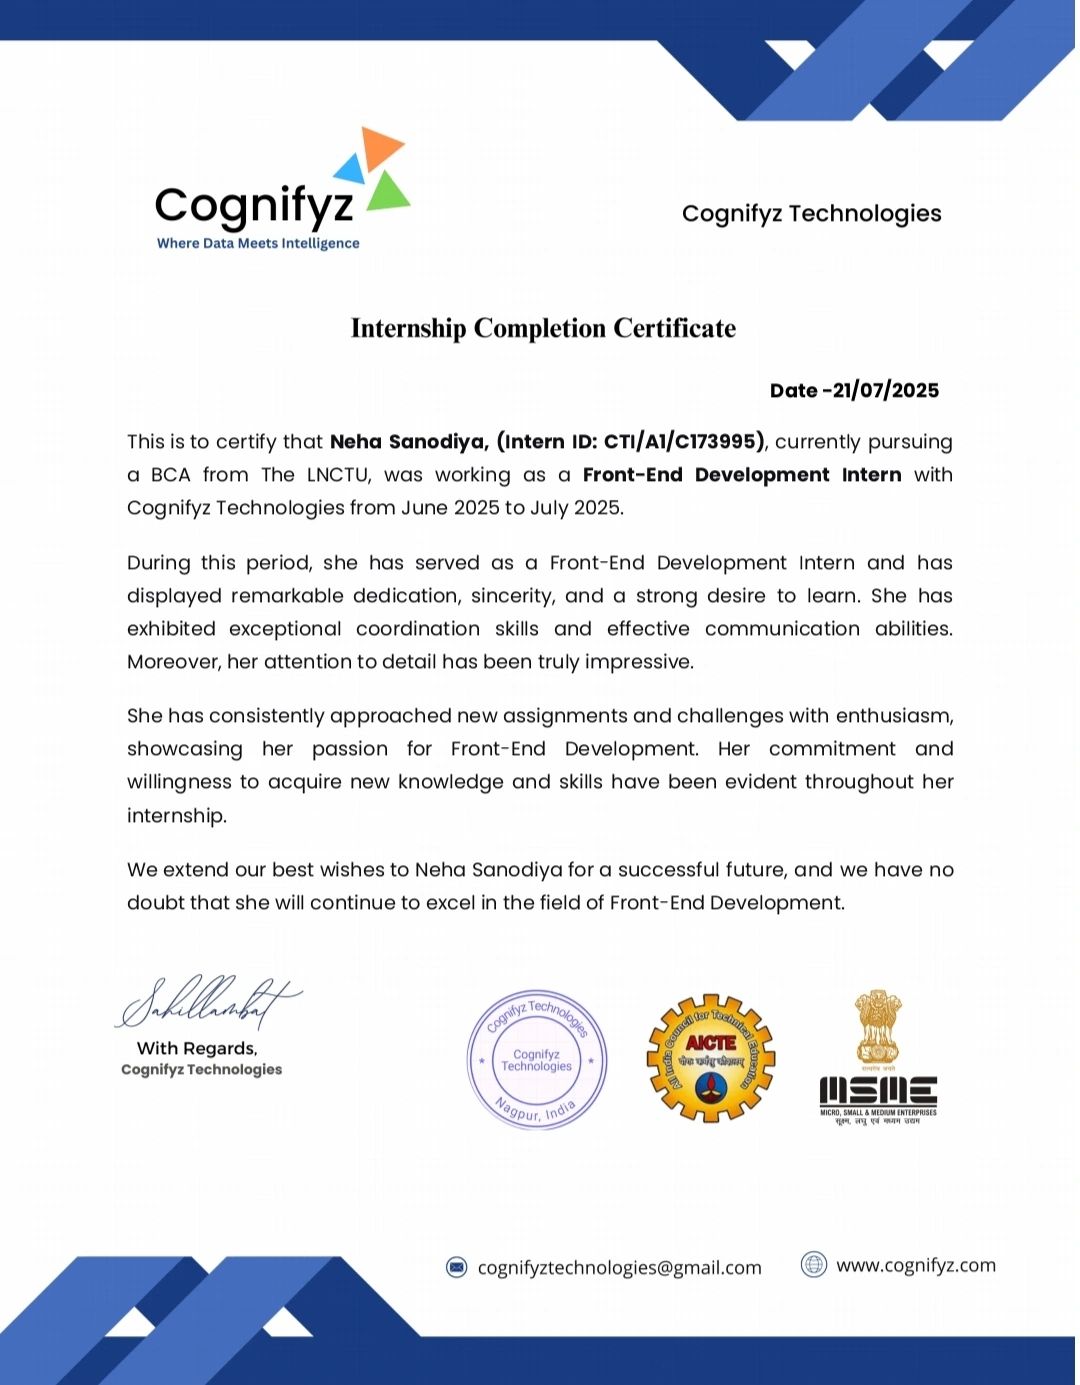 Cognifyz
Where Data Meets Intelligence
Cognifyz Technologies
Internship Completion Certificate
Date -21/07/2025
This is to certify that Neha Sanodiya, (Intern ID: CTI/A1/C173995), currently pursuing
a BCA from The LNCTU, was working as a Front-End Development Intern with
Cognifyz Technologies from June 2025 to July 2025.
During this period, she has served as a Front-End Development Intern and has
displayed remarkable dedication, sincerity, and a strong desire to learn. She has
exhibited exceptional coordination skills and effective communication abilities.
Moreover, her attention to detail has been truly impressive.
She has consistently approached new assignments and challenges with enthusiasm,
showcasing her passion for Front-End Development. Her commitment and
willingness to acquire new knowledge and skills have been evident throughout her
internship.
We extend our best wishes to Neha Sanodiya for a successful future, and we have no
doubt that she will continue to excel in the field of Front-End Development.
With Regards,
Cognifyz Technologies
Cognifyz Technologies
Cognifyz
Technologies
Nagpur, India
All India Council for Technical Education
AICTE
सत्यमेव जयते
MSME
MICRO, SMALL & MEDIUM ENTERPRISES
सूक्ष्म, लघु एवं मध्यम उद्यम
cognifyztechnologies@gmail.com
www.cognifyz.com